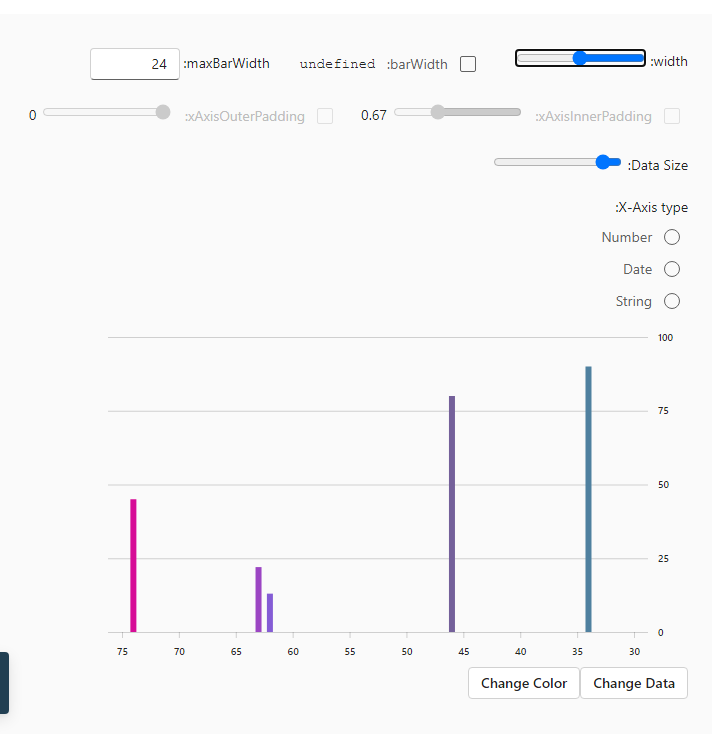 width:
barWidth: undefined
maxBarWidth: 24
xAxisInnerPadding: 0.67
xAxisOuterPadding: 0
Data Size:
X-Axis type:
Number
Date
String
100
75
50
25
0
75 70 65 60 55 50 45 40 35 30
Change Color Change Data